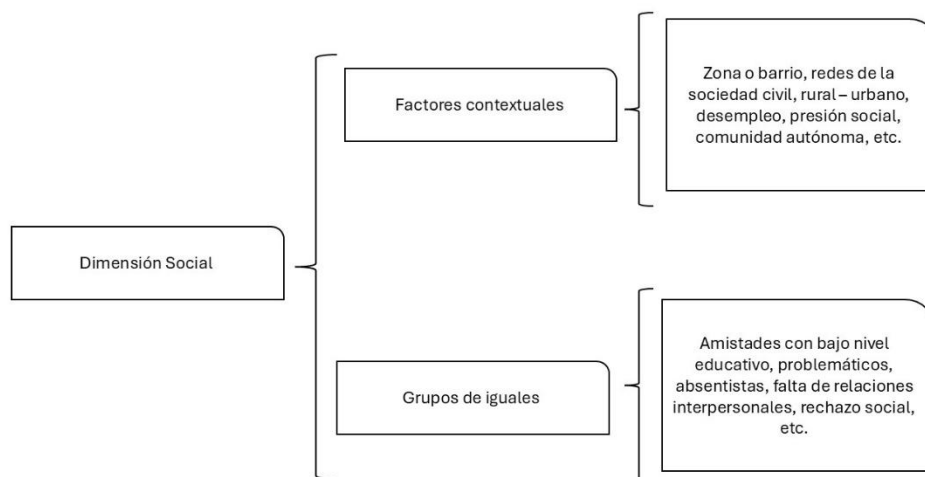 Dimensión Social
Factores contextuales
Zona o barrio, redes de la
sociedad civil, rural – urbano,
desempleo, presión social,
comunidad autónoma, etc.
Grupos de iguales
Amistades con bajo nivel
educativo, problemáticos,
absentistas, falta de relaciones
interpersonales, rechazo social,
etc.